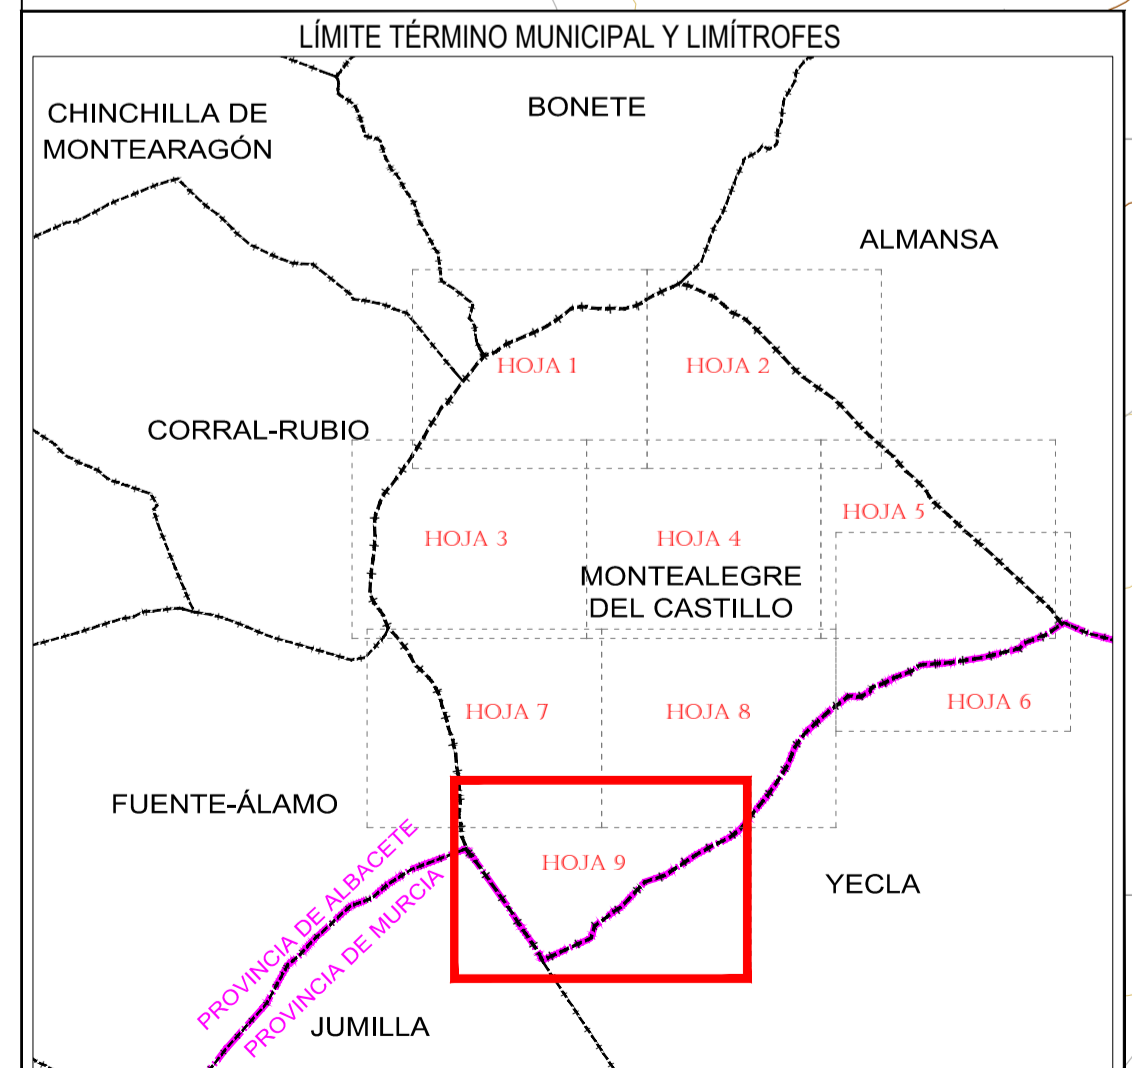 LÍMITE TÉRMINO MUNICIPAL Y LIMÍTROFES
CHINCHILLA DE
MONTEARAGÓN
BONETE
ALMANSA
HOJA 1
HOJA 2
CORRAL-RUBIO
HOJA 3
HOJA 4
HOJA 5
MONTEALEGRE
DEL CASTILLO
HOJA 6
HOJA 7
HOJA 8
FUENTE-ÁLAMO
HOJA 9
YECLA
PROVINCIA DE ALBACETE
PROVINCIA DE MURCIA
JUMILLA